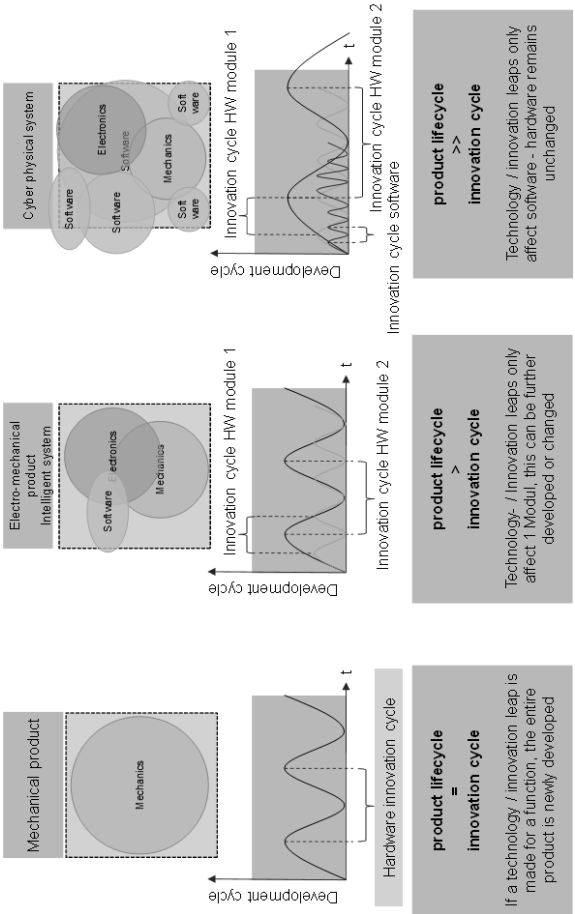 Mechanical product
Mechanics
Development cycle
t
Hardware innovation cycle
product lifecycle
=
innovation cycle
If a technology / innovation leap is
made for a function, the entire
product is newly developed
Electro-mechanical
product
Intelligent system
Software
Electronics
Mechanics
Innovation cycle HW module 1
Development cycle
t
Innovation cycle HW module 2
product lifecycle
>
innovation cycle
Technology- / Innovation leaps only
affect 1 Modul, this can be further
developed or changed
Cyber physical system
Software
Electronics
Software
Software
Mechanics
Soft
ware
Soft
ware
Innovation cycle HW module 1
Development cycle
t
Innovation cycle HW module 2
Innovation cycle software
product lifecycle
>>
innovation cycle
Technology / innovation leaps only
affect software - hardware remains
unchanged